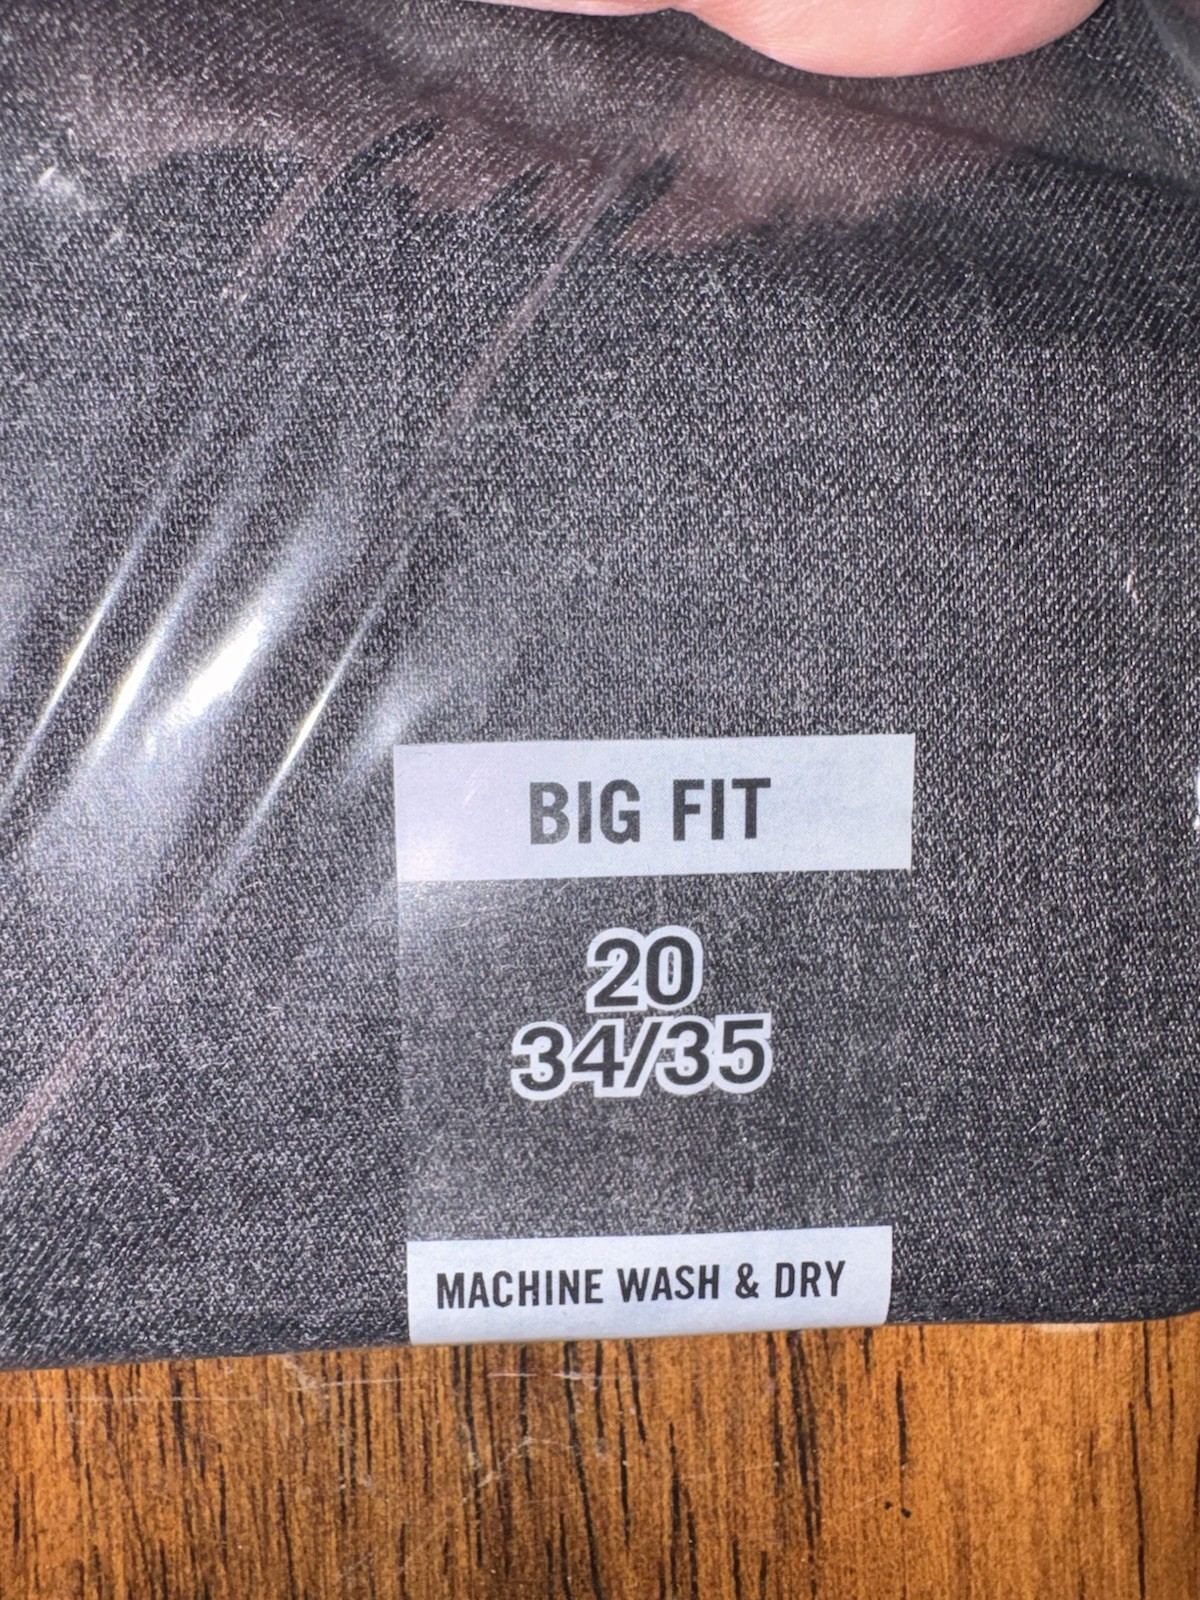 BIG FIT
20
34/35
MACHINE WASH & DRY